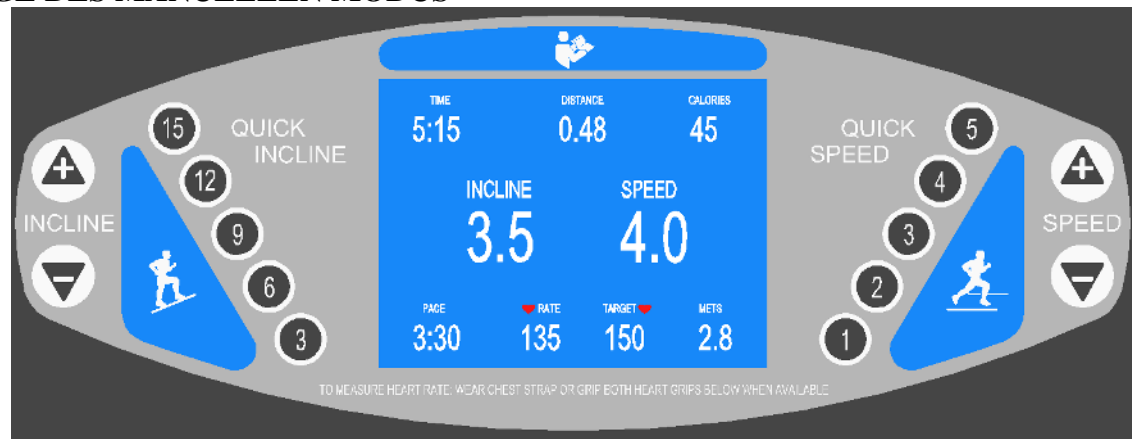 DES MODUS
TIME DISTANCE CALORIES
5:15 0.48 45
15 QUICK INCLINE
12
9
6
3
INCLINE
INCLINE SPEED
3.5 4.0
QUICK SPEED 5
4
3
2
1
SPEED
PACE RATE TARGET METS
3:30 135 150 2.8
TO MEASURE HEART RATE: WEAR CHEST STRAP OR GRIP BOTH HEART GRIPS BELOW WHEN AVAILABLE